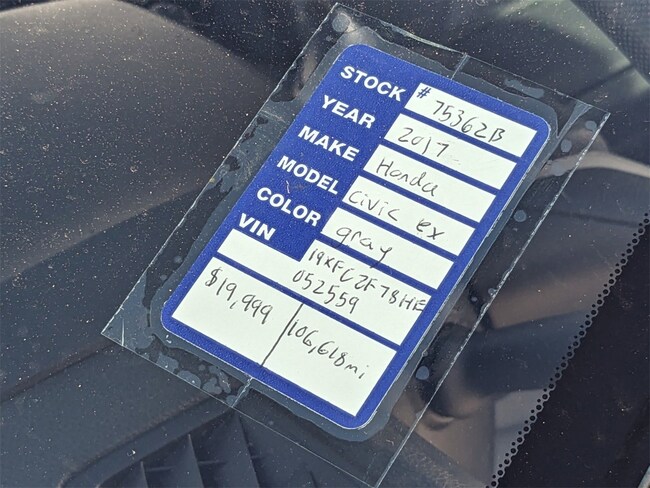 STOCK # 75362B
YEAR 2017
MAKE Honda
MODEL Civic ex
COLOR gray
VIN 19XFC2F78HE
052559
$19,999 106,618mi